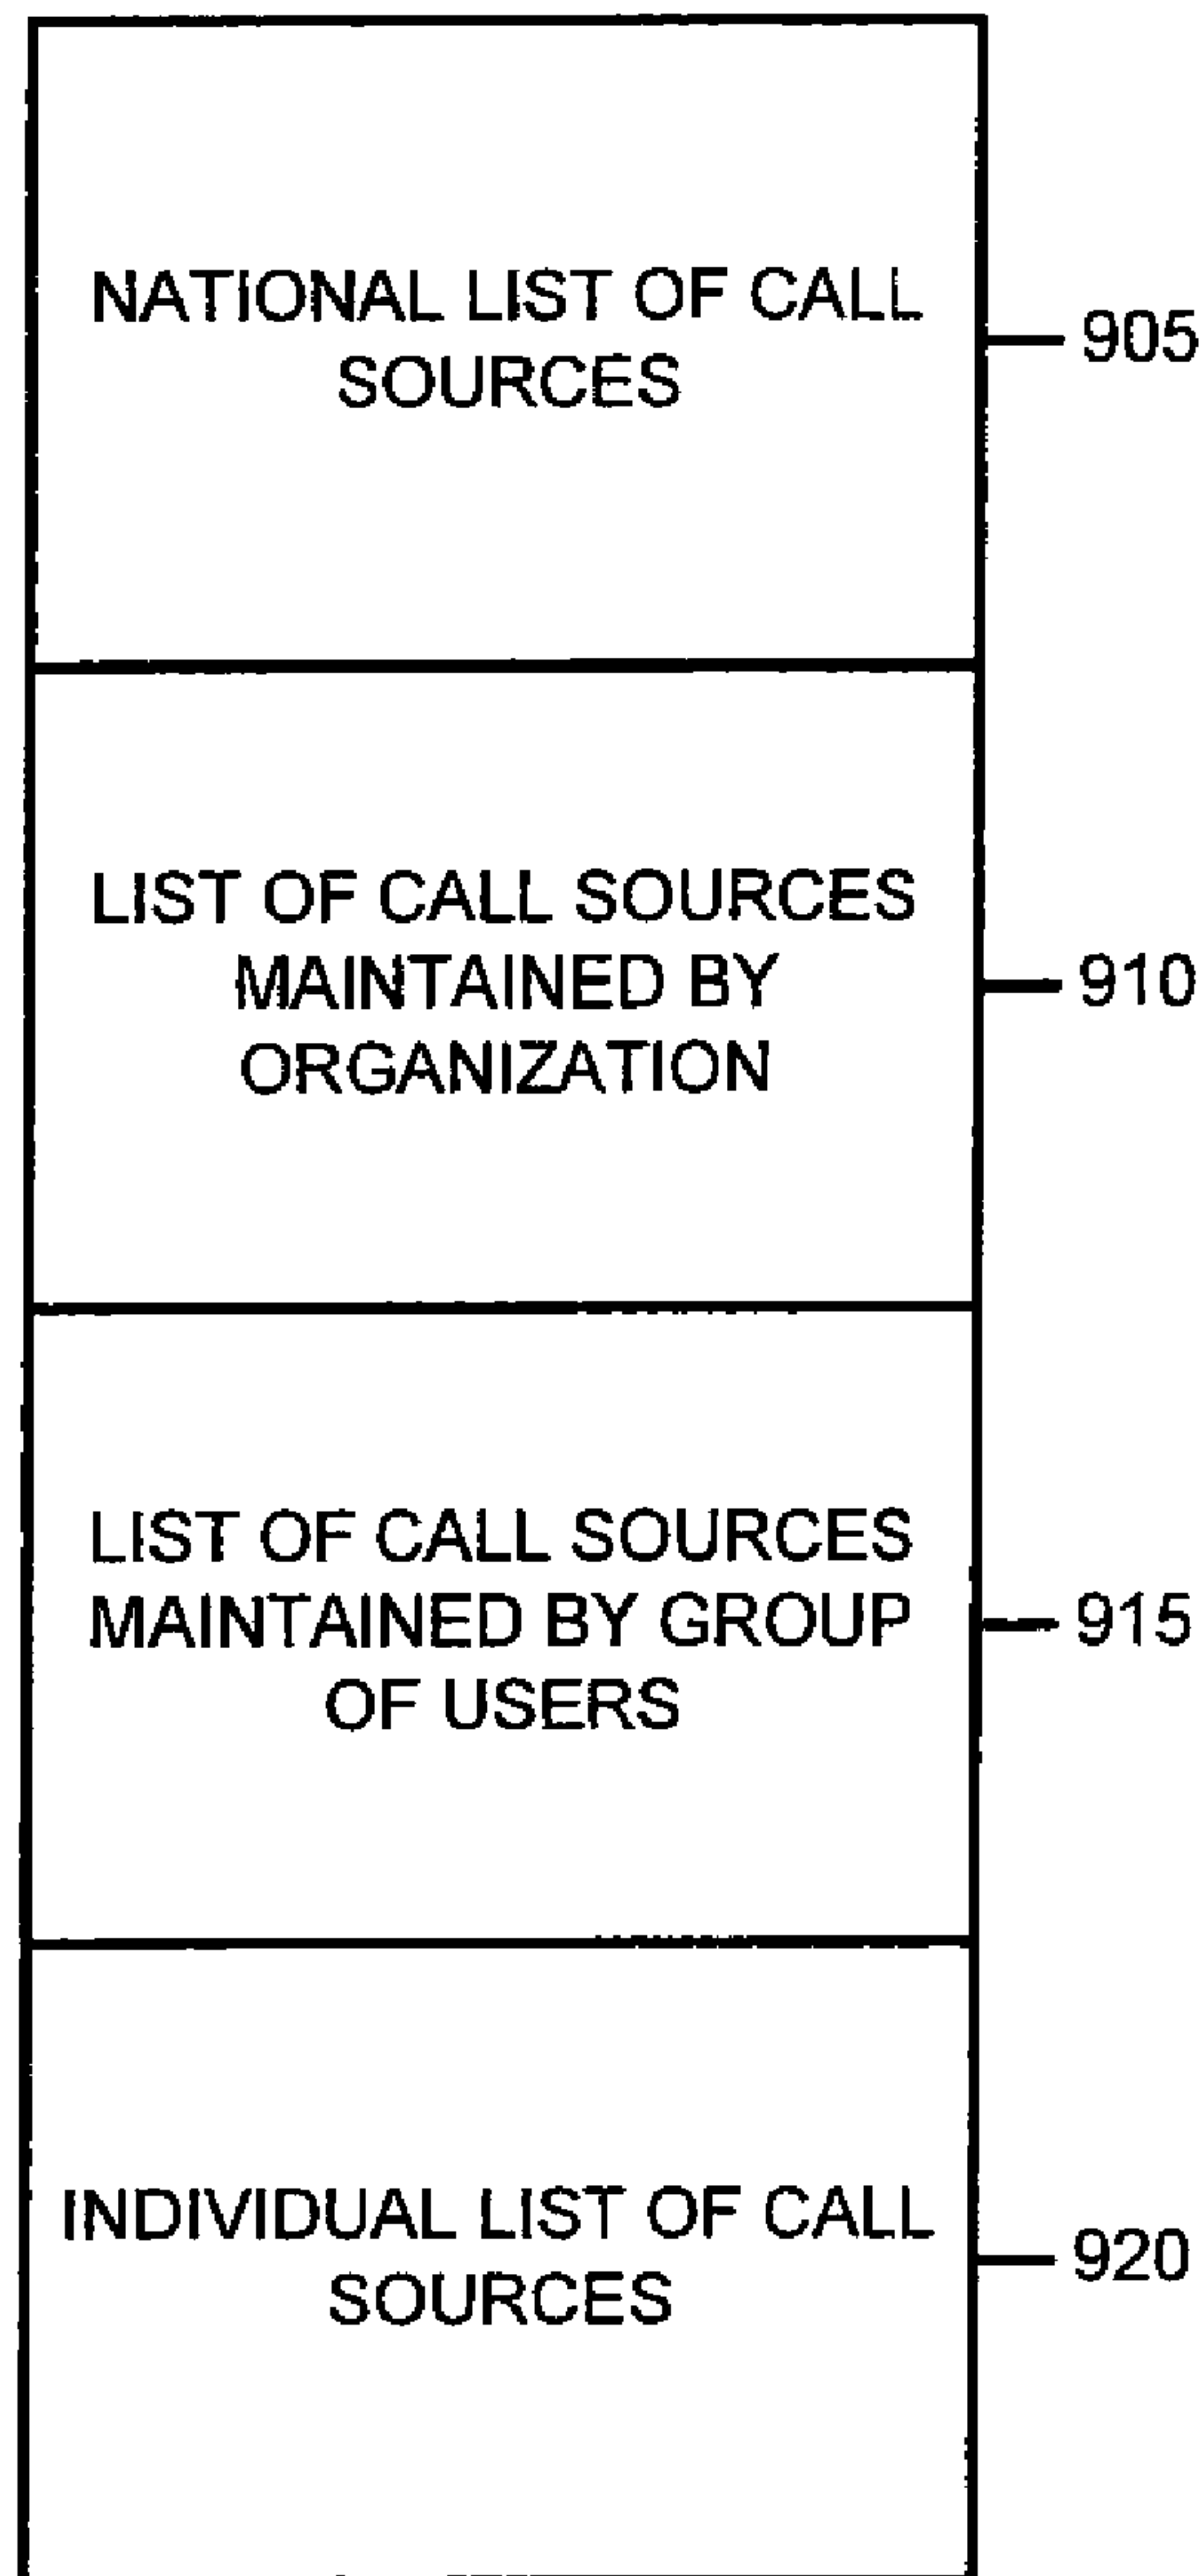 NATIONAL LIST OF CALL
SOURCES
905
LIST OF CALL SOURCES
MAINTAINED BY
ORGANIZATION
910
LIST OF CALL SOURCES
MAINTAINED BY GROUP
OF USERS
915
INDIVIDUAL LIST OF CALL
SOURCES
920